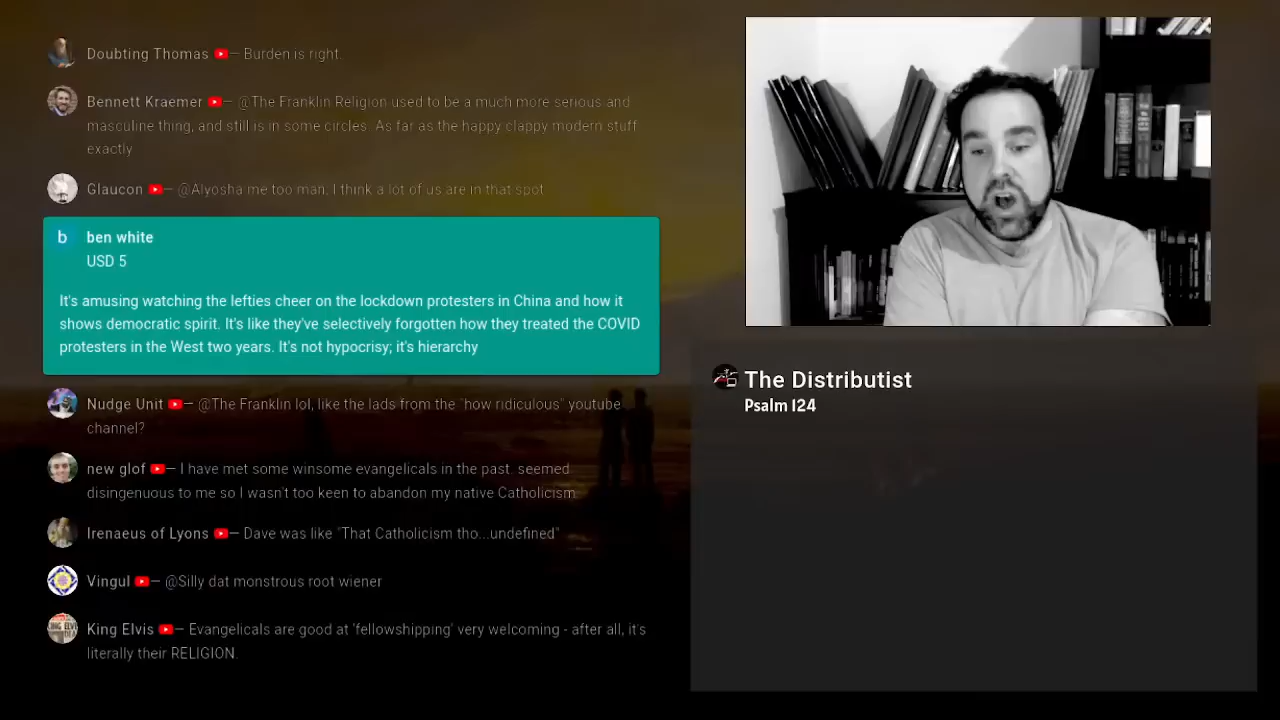 Doubting Thomas — Burden is right.
Bennett Kraemer — @The Franklin Religion used to be a much more serious and
masculine thing, and still is in some circles. As far as the happy clappy modern stuff
exactly
Glaucon — @Alyosha me too man, I think a lot of us are in that spot
b ben white
USD 5
It's amusing watching the lefties cheer on the lockdown protesters in China and how it
shows democratic spirit. It's like they've selectively forgotten how they treated the COVID
protesters in the West two years. It's not hypocrisy; it's hierarchy
Nudge Unit — @The Franklin lol, like the lads from the "how ridiculous" youtube
channel?
new glof — I have met some winsome evangelicals in the past. seemed
disingenuous to me so I wasn't too keen to abandon my native Catholicism
Irenaeus of Lyons — Dave was like "That Catholicism tho...undefined"
Vingul — @Silly dat monstrous root wiener
King Elvis — Evangelicals are good at 'fellowshipping' very welcoming - after all, it's
literally their RELIGION.
The Distributist
Psalm 124